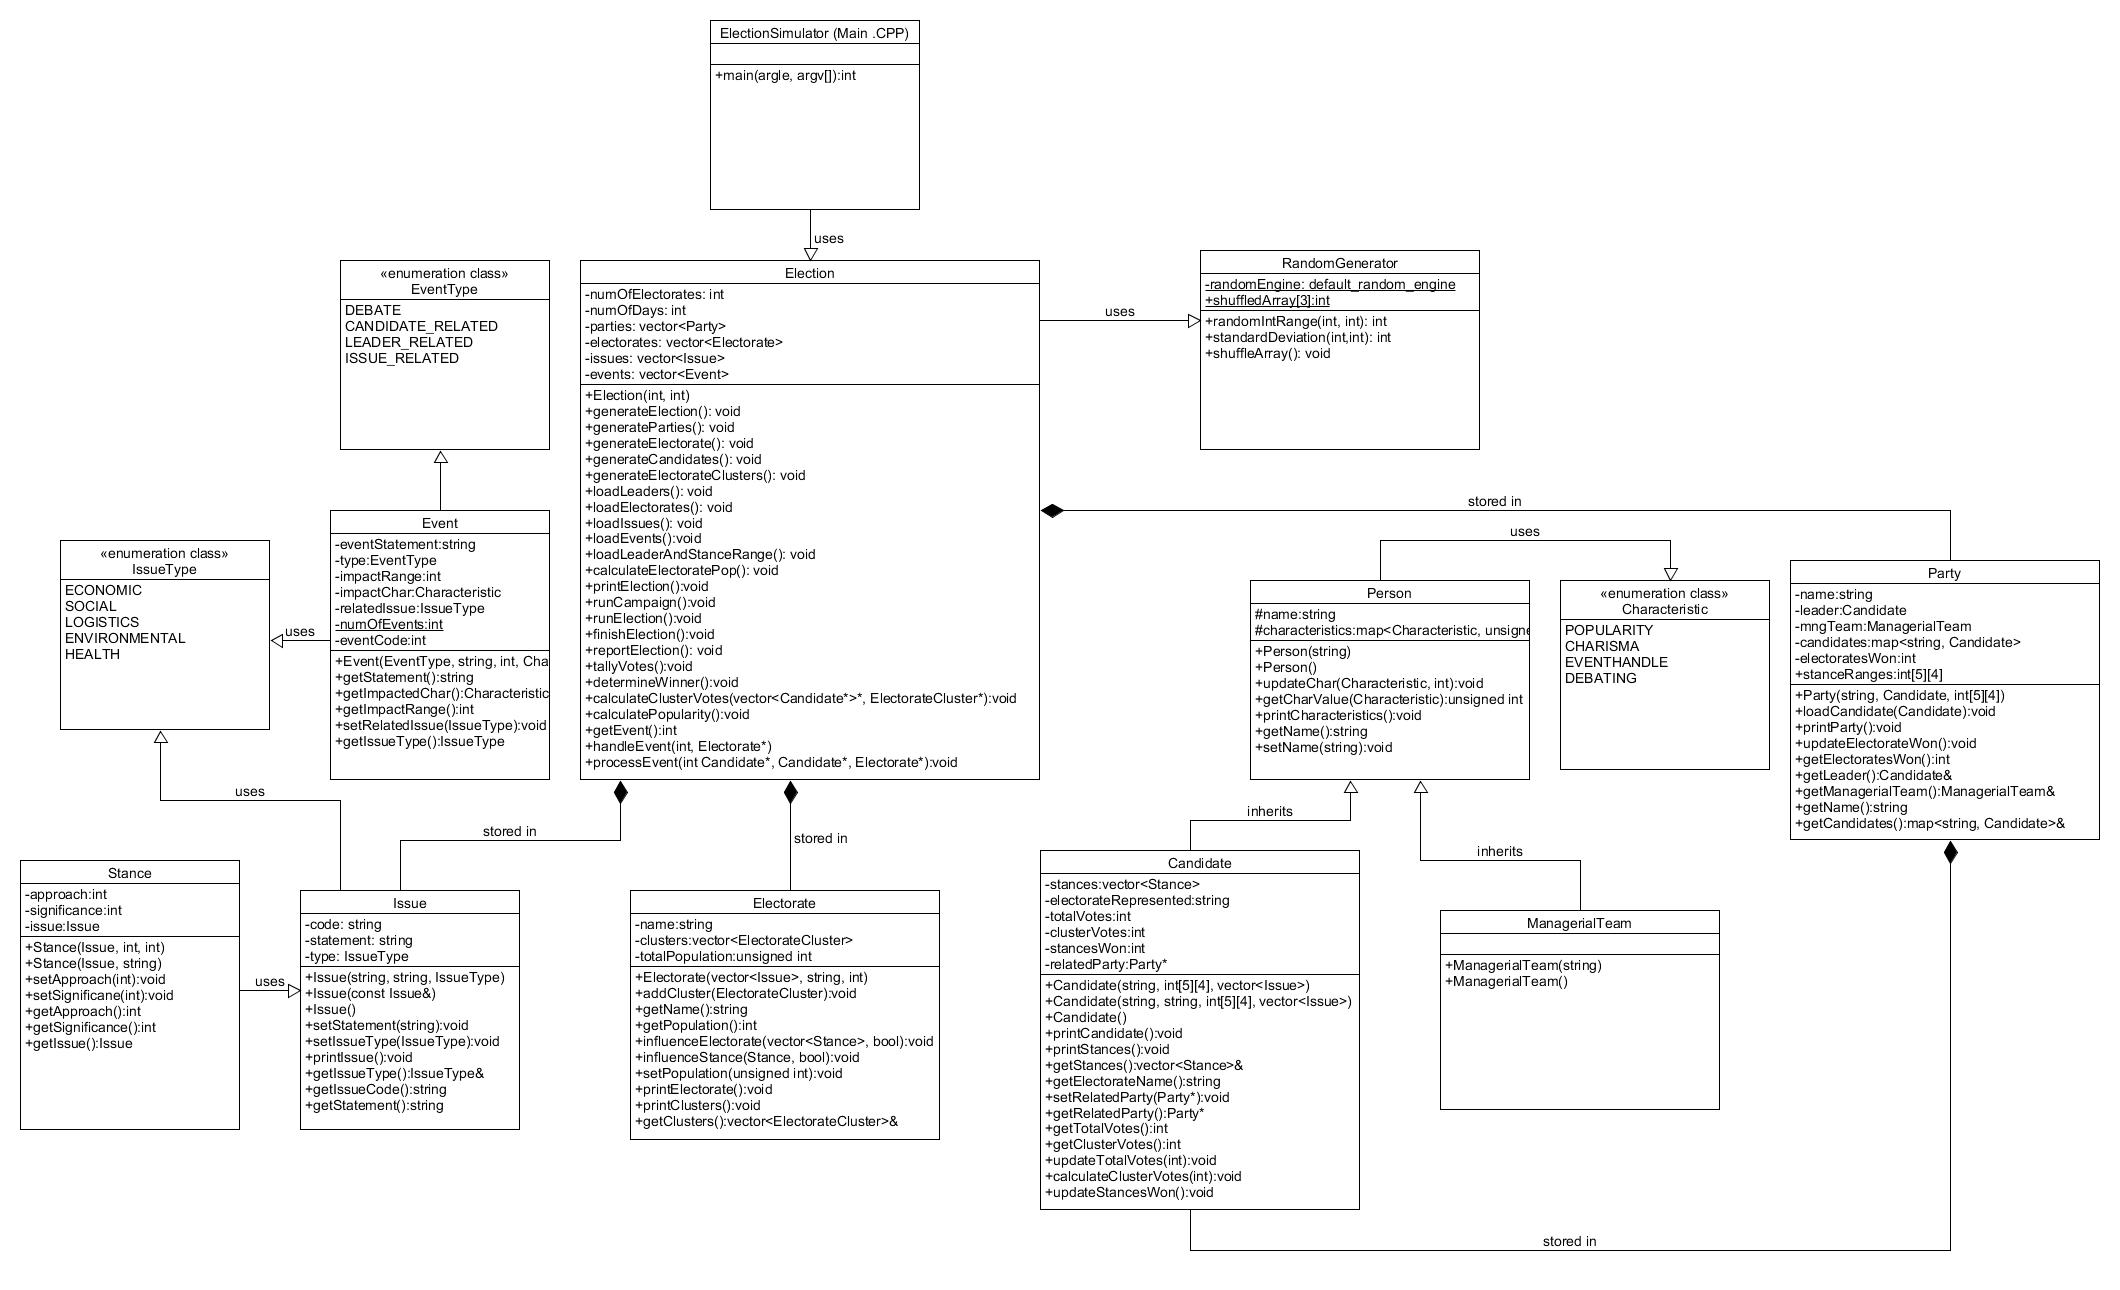 ElectionSimulator (Main .CPP)
+main(argle, argv[]):int
uses
«enumeration class»
EventType
DEBATE
CANDIDATE_RELATED
LEADER_RELATED
ISSUE_RELATED
Election
-numOfElectorates: int
-numOfDays: int
-parties: vector<Party>
-electorates: vector<Electorate>
-issues: vector<Issue>
-events: vector<Event>
+Election(int, int)
+generateElection(): void
+generateParties(): void
+generateElectorate(): void
+generateCandidates(): void
+generateElectorateClusters(): void
+loadLeaders(): void
+loadElectorates(): void
+loadIssues(): void
+loadEvents():void
+loadLeaderAndStanceRange(): void
+calculateElectoratePop(): void
+printElection():void
+runCampaign():void
+runElection():void
+finishElection():void
+reportElection(): void
+tallyVotes():void
+determineWinner():void
+calculateClusterVotes(vector<Candidate*>*, ElectorateCluster*):void
+calculatePopularity():void
+getEvent():int
+handleEvent(int, Electorate*)
+processEvent(int Candidate*, Candidate*, Electorate*):void
uses
RandomGenerator
-randomEngine: default_random_engine
+shuffledArray[3]:int
+randomIntRange(int, int): int
+standardDeviation(int,int): int
+shuffleArray(): void
stored in
Event
-eventStatement:string
-type:EventType
-impactRange:int
-impactChar:Characteristic
-relatedIssue:IssueType
-numOfEvents:int
-eventCode:int
+Event(EventType, string, int, Cha
+getStatement():string
+getImpactedChar():Characteristic
+getImpactRange():int
+setRelatedIssue(IssueType):void
+getIssueType():IssueType
«enumeration class»
IssueType
ECONOMIC
SOCIAL
LOGISTICS
ENVIRONMENTAL
HEALTH
uses
uses
uses
Person
#name:string
#characteristics:map<Characteristic, unsigne
+Person(string)
+Person()
+updateChar(Characteristic, int):void
+getCharValue(Characteristic):unsigned int
+printCharacteristics():void
+getName():string
+setName(string):void
«enumeration class»
Characteristic
POPULARITY
CHARISMA
EVENTHANDLE
DEBATING
Party
-name:string
-leader:Candidate
-mngTeam:ManagerialTeam
-candidates:map<string, Candidate>
-electoratesWon:int
+stanceRanges:int[5][4]
+Party(string, Candidate, int[5][4])
+loadCandidate(Candidate):void
+printParty():void
+updateElectorateWon():void
+getElectoratesWon():int
+getLeader():Candidate&
+getManagerialTeam():ManagerialTeam&
+getName():string
+getCandidates():map<string, Candidate>&
stored in
stored in
inherits
inherits
Stance
-approach:int
-significance:int
-issue:Issue
+Stance(Issue, int, int)
+Stance(Issue, string)
+setApproach(int):void
+setSignificane(int):void
+getApproach():int
+getSignificance():int
+getIssue():Issue
uses
Issue
-code: string
-statement: string
-type: IssueType
+Issue(string, string, IssueType)
+Issue(const Issue&)
+Issue()
+setStatement(string):void
+setIssueType(IssueType):void
+printIssue():void
+getIssueType():IssueType&
+getIssueCode():string
+getStatement():string
Electorate
-name:string
-clusters:vector<ElectorateCluster>
-totalPopulation:unsigned int
+Electorate(vector<Issue>, string, int)
+addCluster(ElectorateCluster):void
+getName():string
+getPopulation():int
+influenceElectorate(vector<Stance>, bool):void
+influenceStance(Stance, bool):void
+setPopulation(unsigned int):void
+printElectorate():void
+printClusters():void
+getClusters():vector<ElectorateCluster>&
Candidate
-stances:vector<Stance>
-electorateRepresented:string
-totalVotes:int
-clusterVotes:int
-stancesWon:int
-relatedParty:Party*
+Candidate(string, int[5][4], vector<Issue>)
+Candidate(string, string, int[5][4], vector<Issue>)
+Candidate()
+printCandidate():void
+printStances():void
+getStances():vector<Stance>&
+getElectorateName():string
+setRelatedParty(Party*):void
+getRelatedParty():Party*
+getTotalVotes():int
+getClusterVotes():int
+updateTotalVotes(int):void
+calculateClusterVotes(int):void
+updateStancesWon():void
ManagerialTeam
+ManagerialTeam(string)
+ManagerialTeam()
stored in